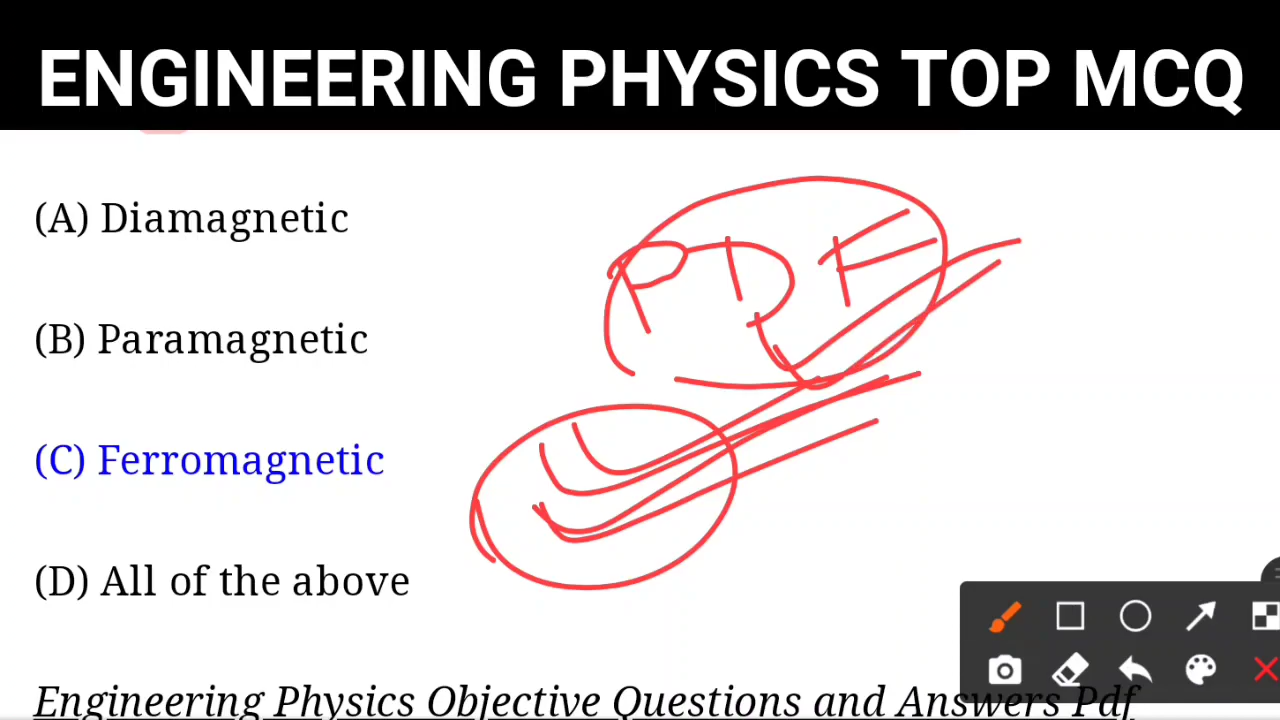 ENGINEERING PHYSICS TOP MCQ
(A) Diamagnetic
PDF
(B) Paramagnetic
(C) Ferromagnetic
(D) All of the above
Engineering Physics Objective Questions and Answers Pdf